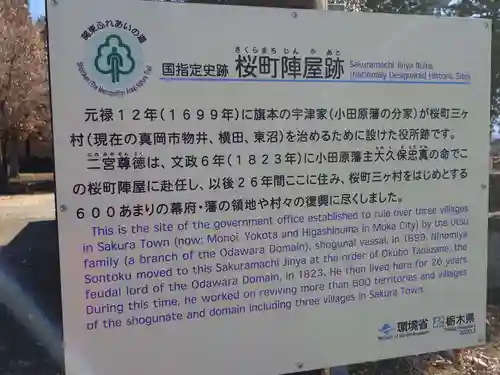 関東ふれあいの道
国指定史跡 桜町陣屋跡
さくらまちじんやあと
Sakuramachi Jinya Ruins
(Nationally Designated Historic Site)
元禄12年(1699年)に旗本の宇津家(小田原藩の分家)が桜町三ヶ
村(現在の真岡市物井、横田、東沼)を治めるために設けた役所跡です。
二宮尊徳は、文政6年(1823年)に小田原藩主大久保忠真の命でこ
の桜町陣屋に赴任し、以後26年間ここに住み、桜町三ヶ村をはじめとする
600あまりの幕府・藩の領地や村々の復興に尽くしました。
This is the site of the government office established to rule over three villages
in Sakura Town (now: Monoi, Yokota and Higashinuma in Moka City) by the Utsu
family (a branch of the Odawara Domain), shogunal vassal, in 1699. Ninomiya
Sontoku moved to this Sakuramachi Jinya at the order of Okubo Tadazane, the
feudal lord of the Odawara Domain, in 1823. He then lived here for 26 years.
During this time, he worked on reviving more than 600 territories and villages
of the shogunate and domain including three villages in Sakura Town.
環境省 栃木県